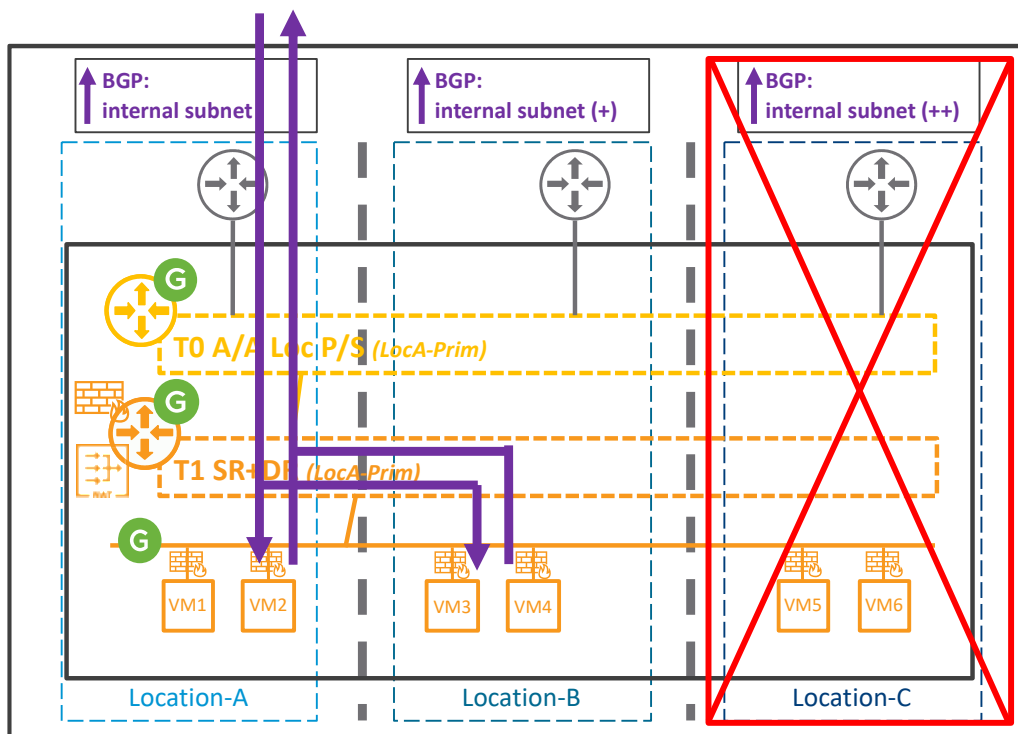 BGP:
internal subnet
BGP:
internal subnet (+)
BGP:
internal subnet (++)
G
T0 A/A Loc P/S (LocA-Prim)
G
T1 SR+DR (LocA-Prim)
NAT
G
VM1
VM2
VM3
VM4
VM5
VM6
Location-A
Location-B
Location-C